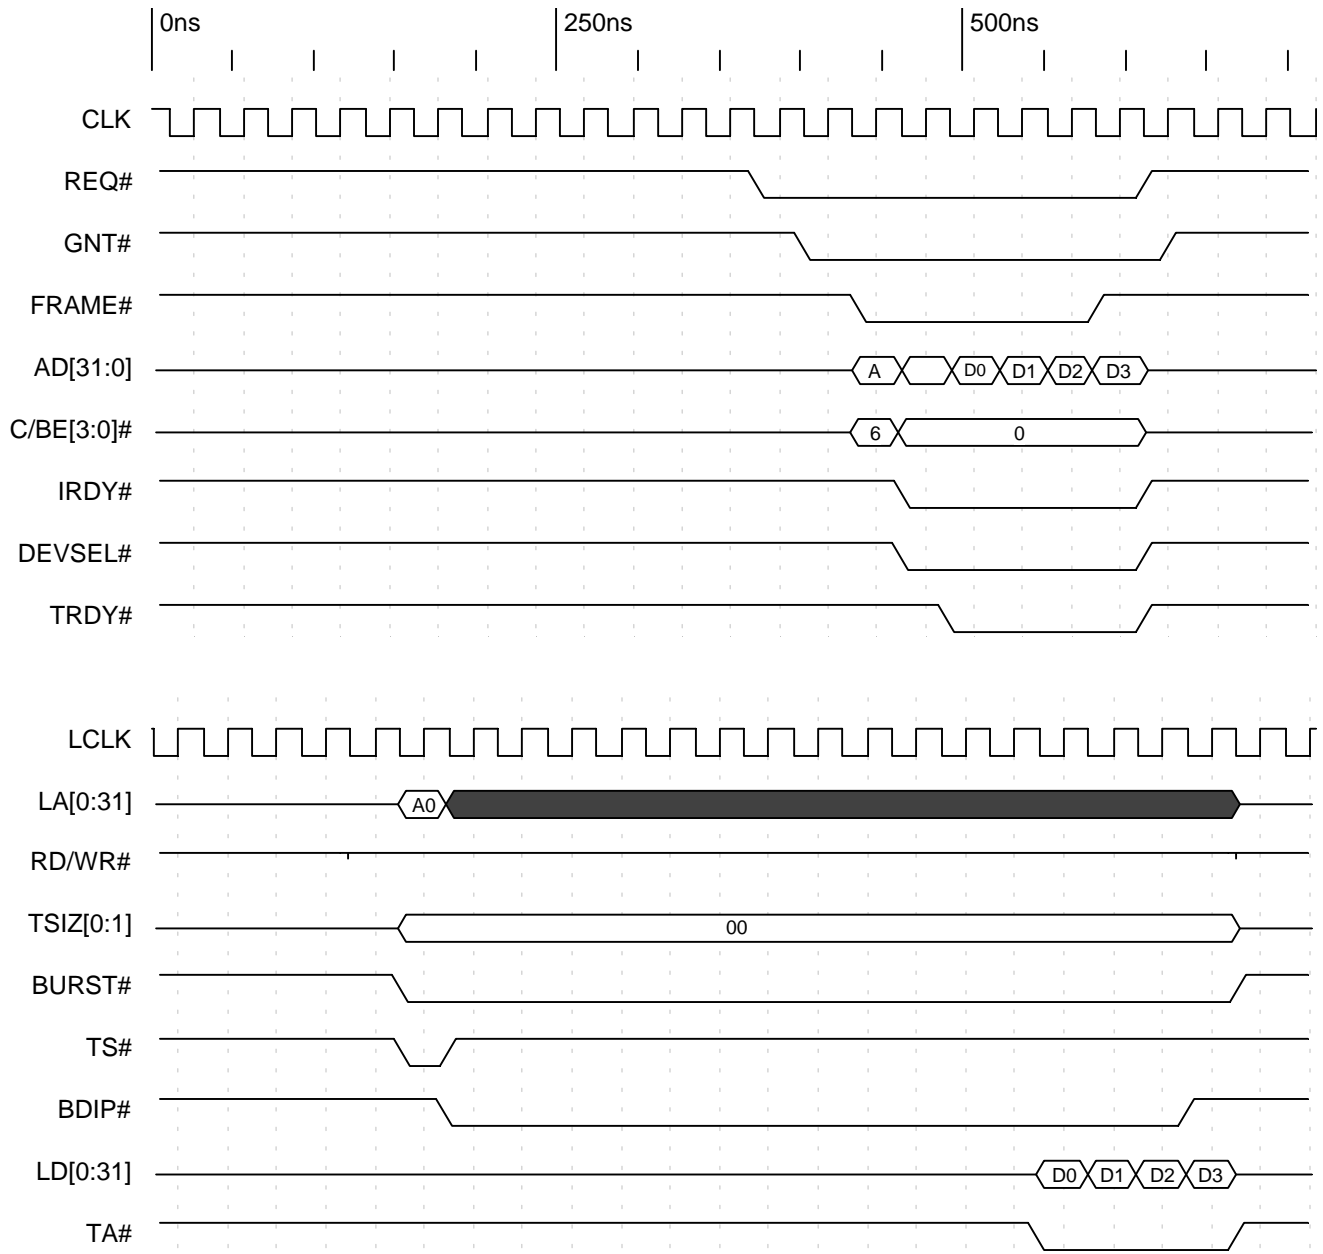 0ns 250ns 500ns
CLK
REQ#
GNT#
FRAME#
AD[31:0] A D0 D1 D2 D3
C/BE[3:0]# 6 0
IRDY#
DEVSEL#
TRDY#
LCLK
LA[0:31] A0
RD/WR#
TSIZ[0:1] 00
BURST#
TS#
BDIP#
LD[0:31] D0 D1 D2 D3
TA#